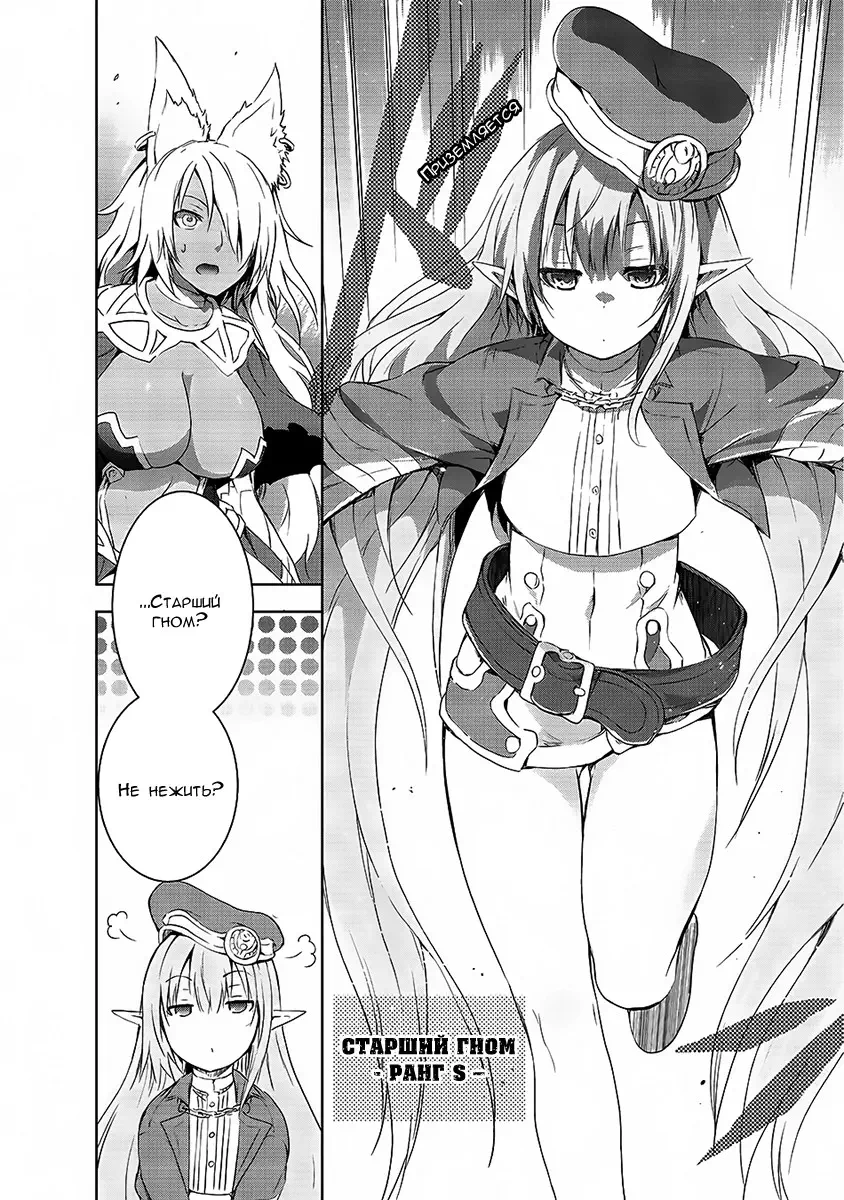 Приземляется
...Старший
гном?
Не нежить?
СТАРШИЙ ГНОМ
- РАНГ S -